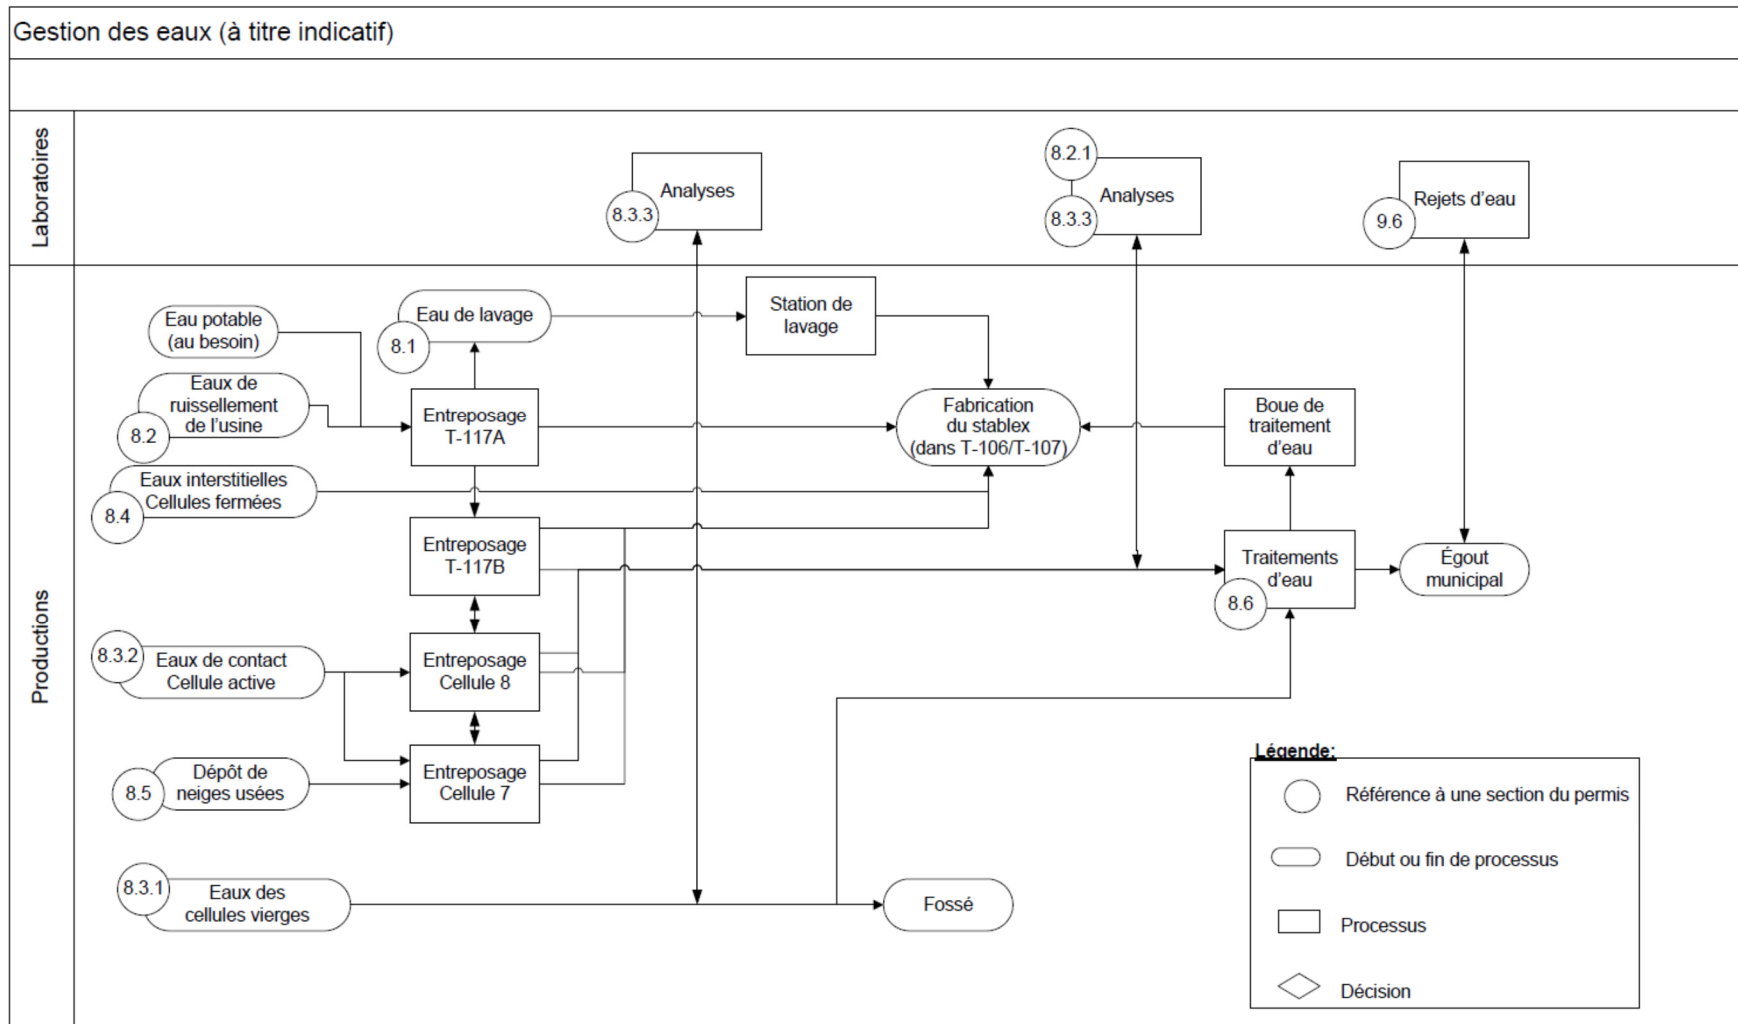 Gestion des eaux (à titre indicatif)
Laboratoires
Analyses
8.3.3
8.2.1
Analyses
8.3.3
Rejets d'eau
9.6
Productions
Eau potable
(au besoin)
Eau de lavage
8.1
Station de
lavage
Eaux de
ruissellement
de l'usine
8.2
Entreposage
T-117A
Fabrication
du stablex
(dans T-106/T-107)
Boue de
traitement
d'eau
Eaux interstitielles
Cellules fermées
8.4
Entreposage
T-117B
Traitements
d'eau
8.6
Égout
municipal
8.3.2
Eaux de contact
Cellule active
Entreposage
Cellule 8
Dépôt de
neiges usées
8.5
Entreposage
Cellule 7
8.3.1
Eaux des
cellules vierges
Fossé
Légende:
Référence à une section du permis
Début ou fin de processus
Processus
Décision